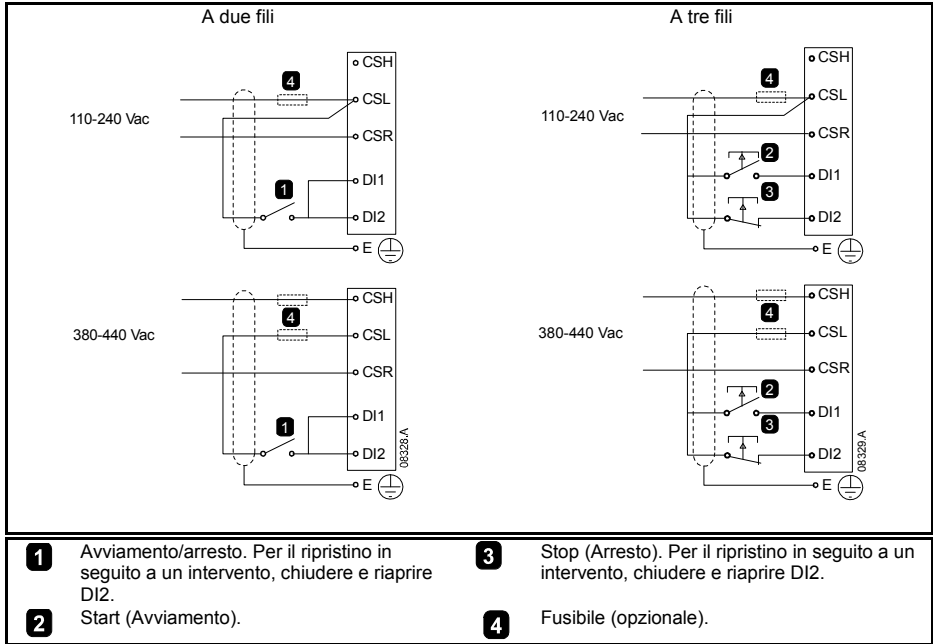 A due fili
A tre fili
CSH
4
CSL
110-240 Vac
CSR
DI1
1
DI2
E
CSH
4
CSL
110-240 Vac
CSR
2
DI1
3
DI2
E
CSH
4
CSL
380-440 Vac
CSR
DI1
1
DI2
E
08328.A
CSH
4
CSL
380-440 Vac
CSR
2
DI1
3
DI2
E
08329.A
1 Avviamento/arresto. Per il ripristino in
seguito a un intervento, chiudere e riaprire
DI2.
2 Start (Avviamento).
3 Stop (Arresto). Per il ripristino in seguito a un
intervento, chiudere e riaprire DI2.
4 Fusibile (opzionale).